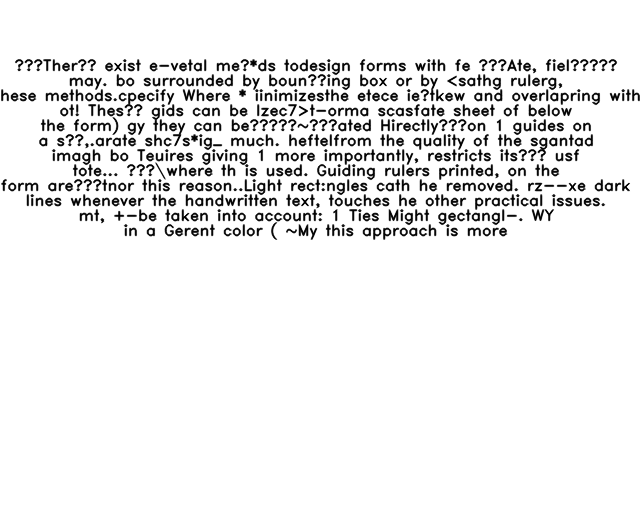 ???Ther?? exist e-vetal me?*ds todesign forms with fe ???Ate, fiel?????
may. bo surrounded by boun??ing box or by <sathg rulerg,
hese methods.cpecify Where * iinimizesthe etece ie?tkew and overlapring with
ot! Thes?? gids can be lzec7>t-orma scasfate sheet of below
the form) gy they can be?????~???ated Hirectly???on 1 guides on
a s??,.arate shc7s*ig_ much. heftelfrom the quality of the sgantad
imagh bo Teuires giving 1 more importantly, restricts its??? usf
tote... ???\where th is used. Guiding rulers printed, on the
form are???tnor this reason..Light rect:ngles cath he removed. rz--xe dark
lines whenever the handwritten text, touches he other practical issues.
mt, +-be taken into account: 1 Ties Might gectangl-. WY
in a Gerent color ( ~My this approach is more